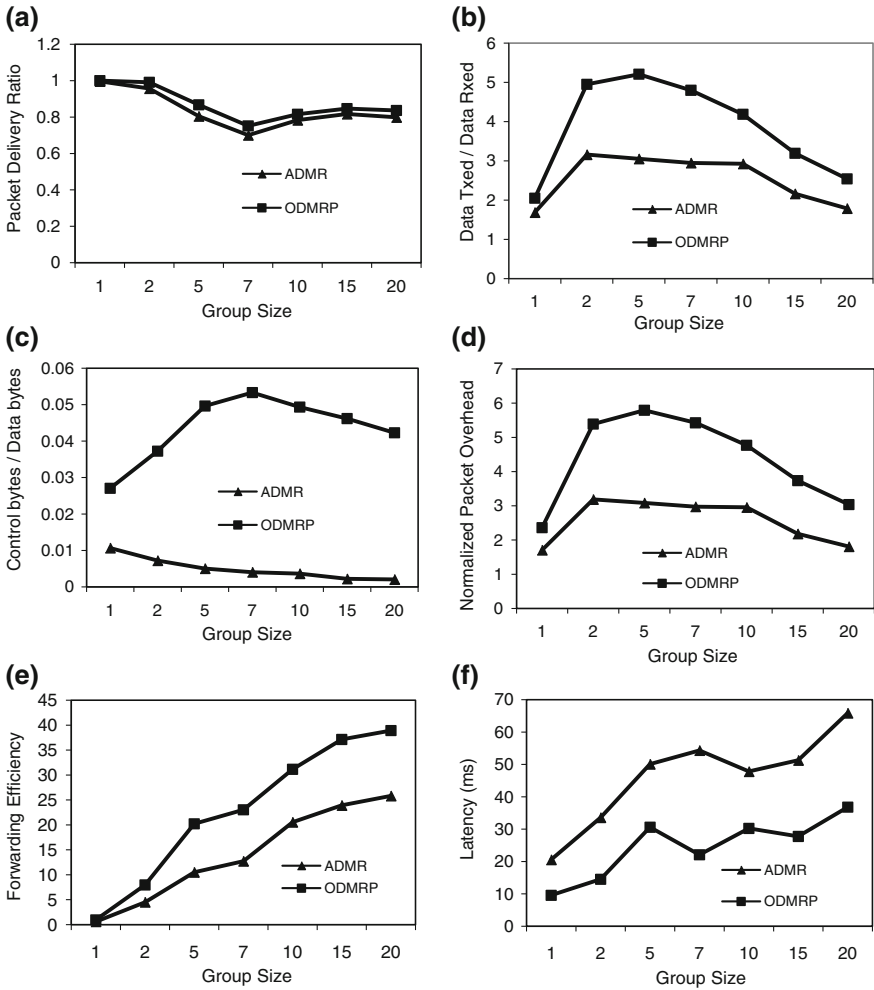 (a)
1.2
1
0.8
0.6
0.4
0.2
0
Packet Delivery Ratio
ADMR
ODMRP
1 2 5 7 10 15 20
Group Size
(b)
6
5
4
3
2
1
0
Data Txed / Data Rxed
ADMR
ODMRP
1 2 5 7 10 15 20
Group Size
(c)
0.06
0.05
0.04
0.03
0.02
0.01
0
Control bytes / Data bytes
ADMR
ODMRP
1 2 5 7 10 15 20
Group Size
(d)
7
6
5
4
3
2
1
0
Normalized Packet Overhead
ADMR
ODMRP
1 2 5 7 10 15 20
Group Size
(e)
45
40
35
30
25
20
15
10
5
0
Forwarding Efficiency
ADMR
ODMRP
1 2 5 7 10 15 20
Group Size
(f)
70
60
50
40
30
20
10
0
Latency (ms)
ADMR
ODMRP
1 2 5 7 10 15 20
Group Size